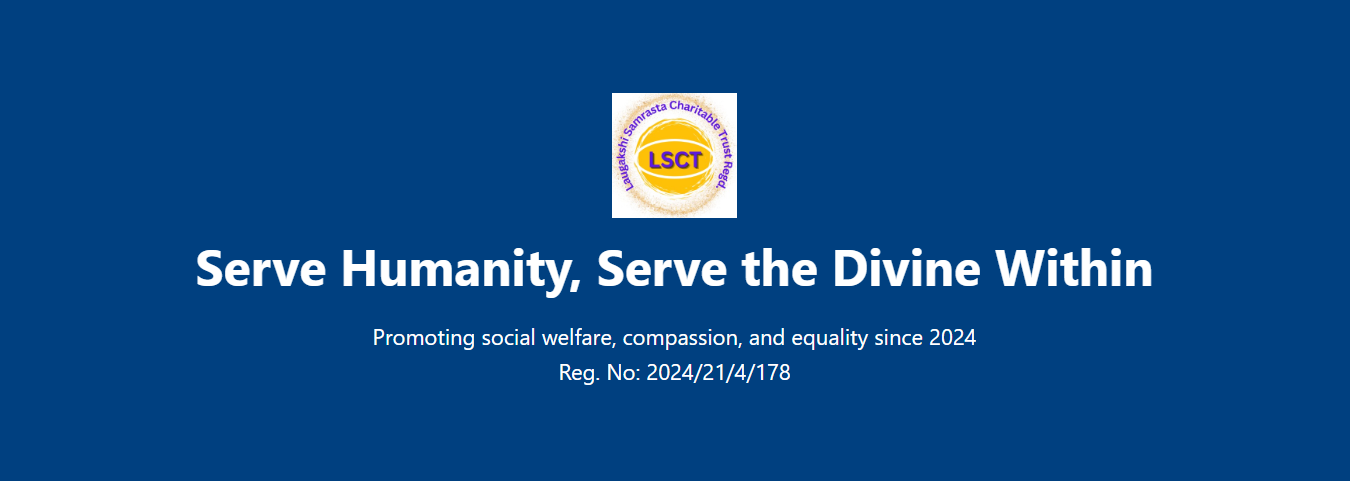 Laugakshi Samrasta Charitable Trust Regd.
LSCT
Serve Humanity, Serve the Divine Within
Promoting social welfare, compassion, and equality since 2024
Reg. No: 2024/21/4/178